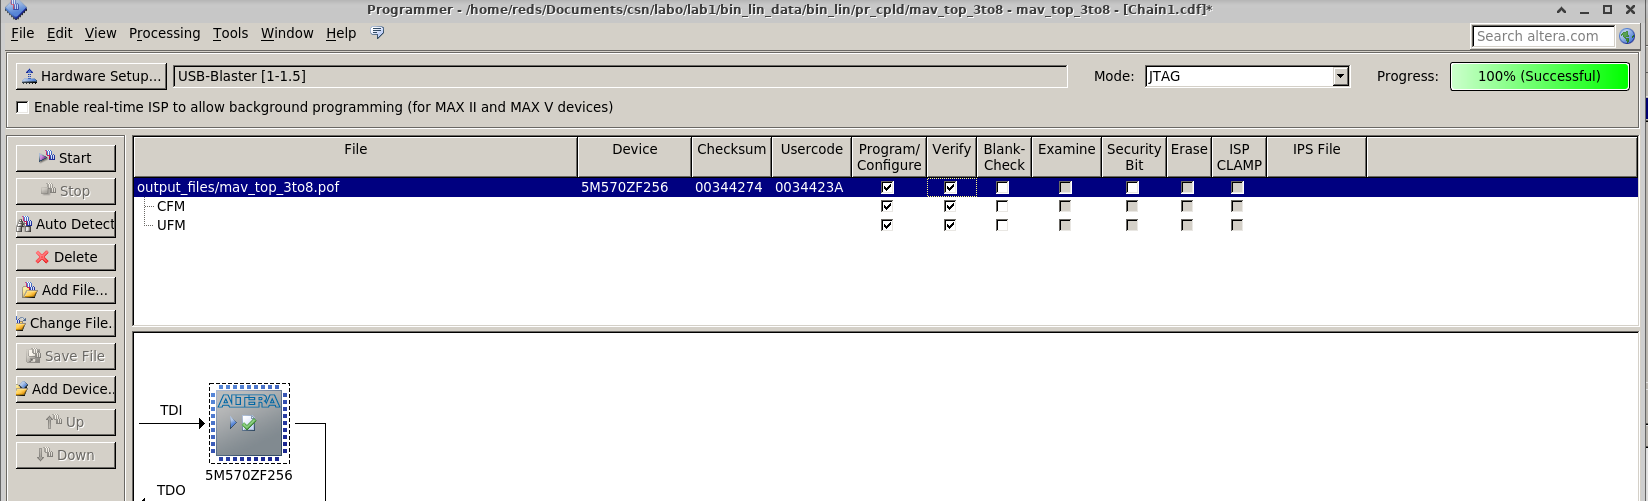 Programmer - /home/reds/Documents/csn/labo/lab1/bin_lin_data/bin_lin/pr_cpld/mav_top_3to8 - mav_top_3to8 - [Chain1.cdf]*
File Edit View Processing Tools Window Help
Search altera.com
Hardware Setup... USB-Blaster [1-1.5] Mode: JTAG Progress: 100% (Successful)
Enable real-time ISP to allow background programming (for MAX II and MAX V devices)
Start
Stop
Auto Detect
Delete
Add File...
Change File.
Save File
Add Device..
Up
Down
File Device Checksum Usercode Program/ Configure Verify Blank- Check Examine Security Bit Erase ISP CLAMP IPS File
output_files/mav_top_3to8.pof 5M570ZF256 00344274 0034423A
CFM
UFM
TDI
ALTERA
5M570ZF256
TDO